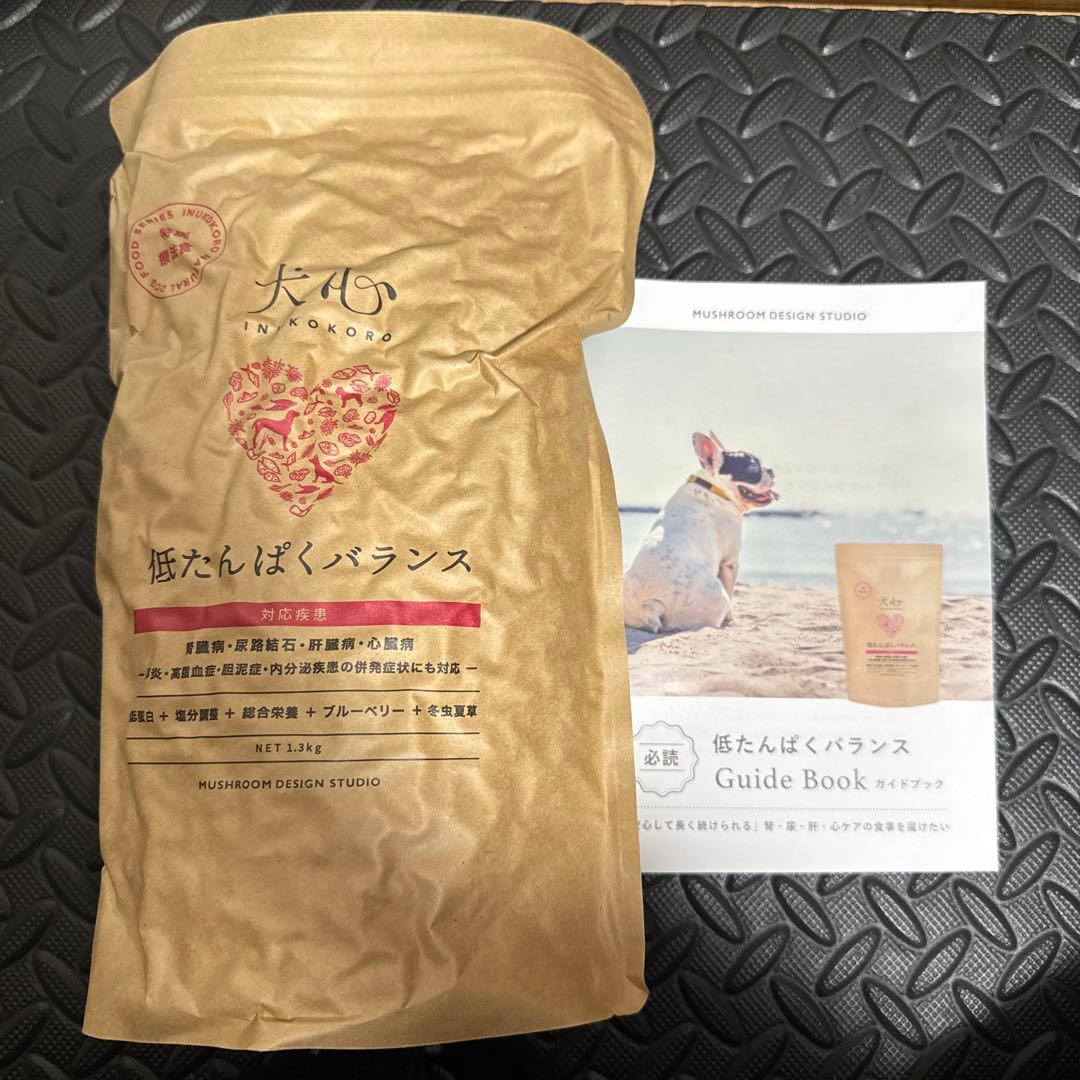 INUKOKORO NATURAL DOG FOOD SERIES
療法食
犬心
INUKOKORO
低たんぱくバランス
対応疾患
腎臓病・尿路結石・肝臓病・心臓病
炎・高脂血症・胆泥症・内分泌疾患の併発症状にも対応 ―
低蛋白 + 塩分調整 + 総合栄養 + ブルーベリー + 冬虫夏草
NET 1.3kg
MUSHROOM DESIGN STUDIO
MUSHROOM DESIGN STUDIO
犬心
低たんぱくバランス
必読
低たんぱくバランス
Guide Book ガイドブック
心して長く続けられる」腎・尿・肝・心ケアの食事を届けたい